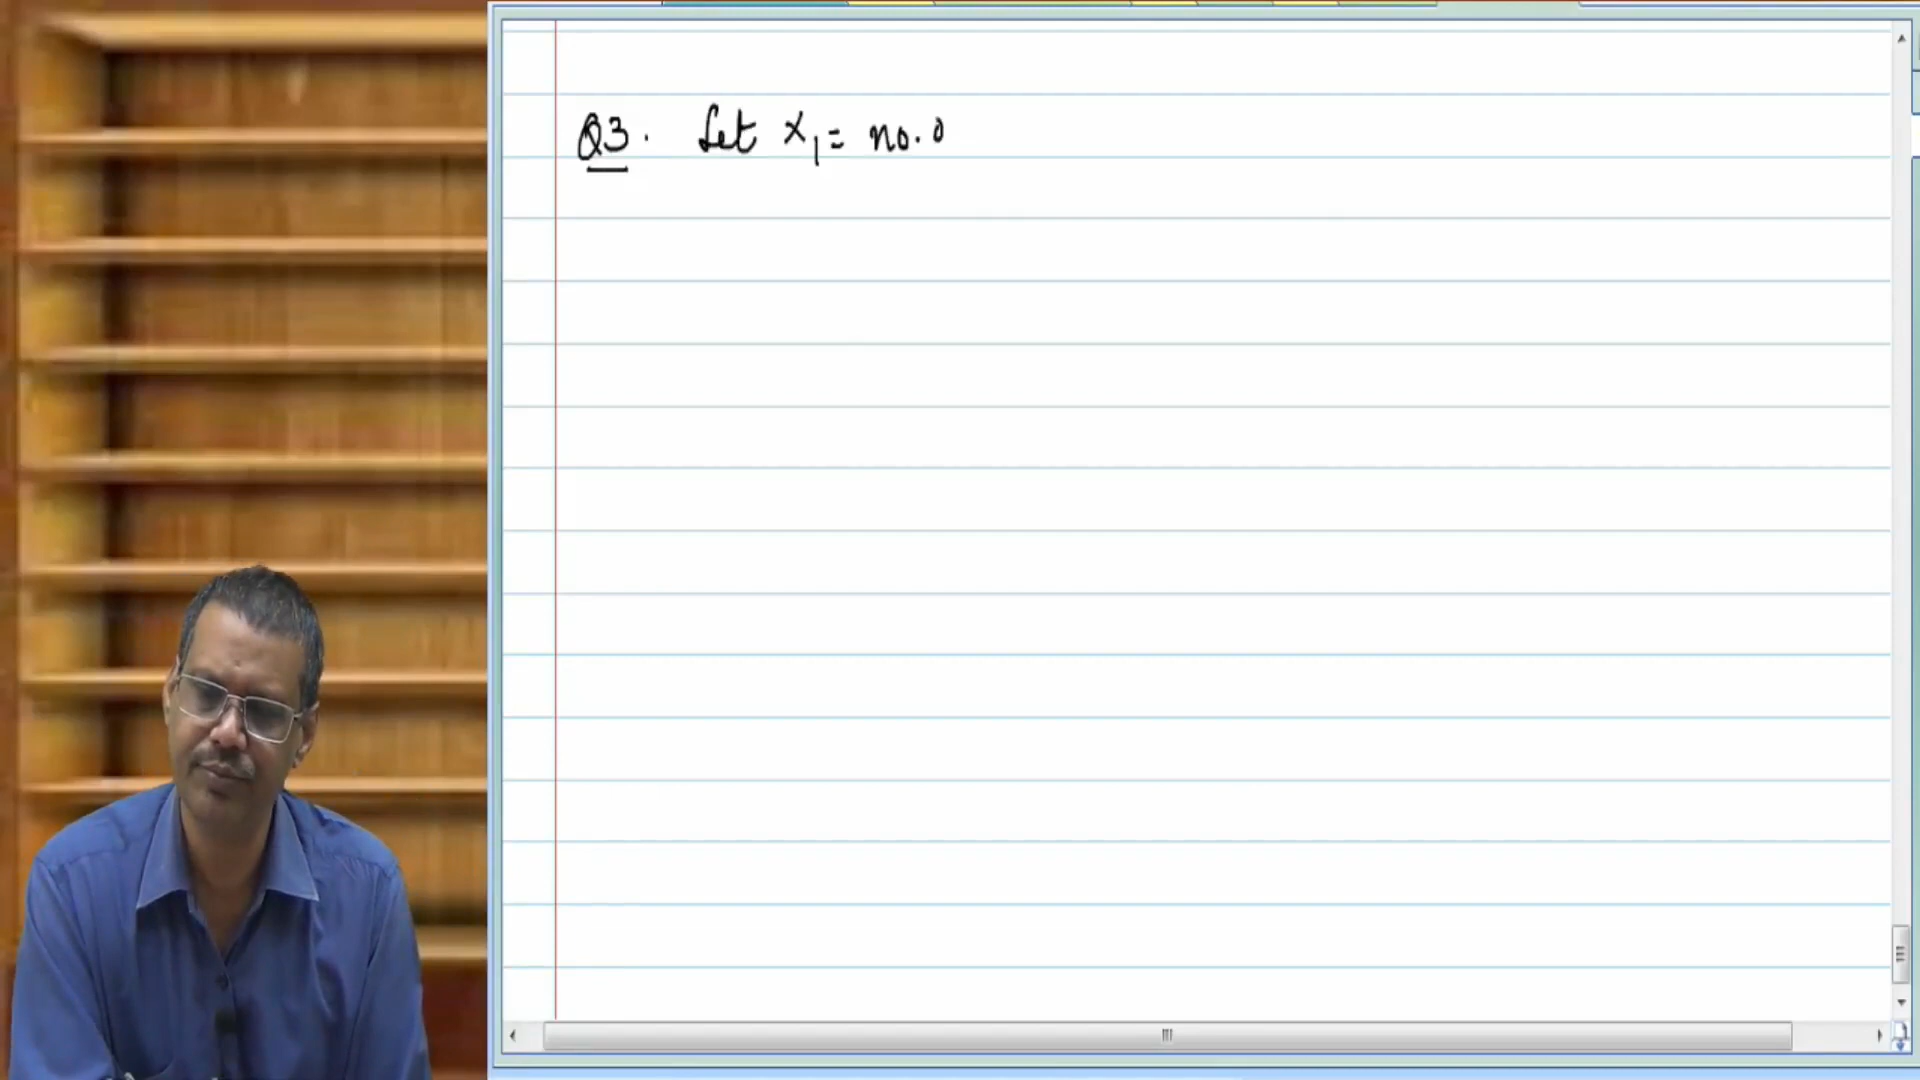 Q3. Let X1 = no. o